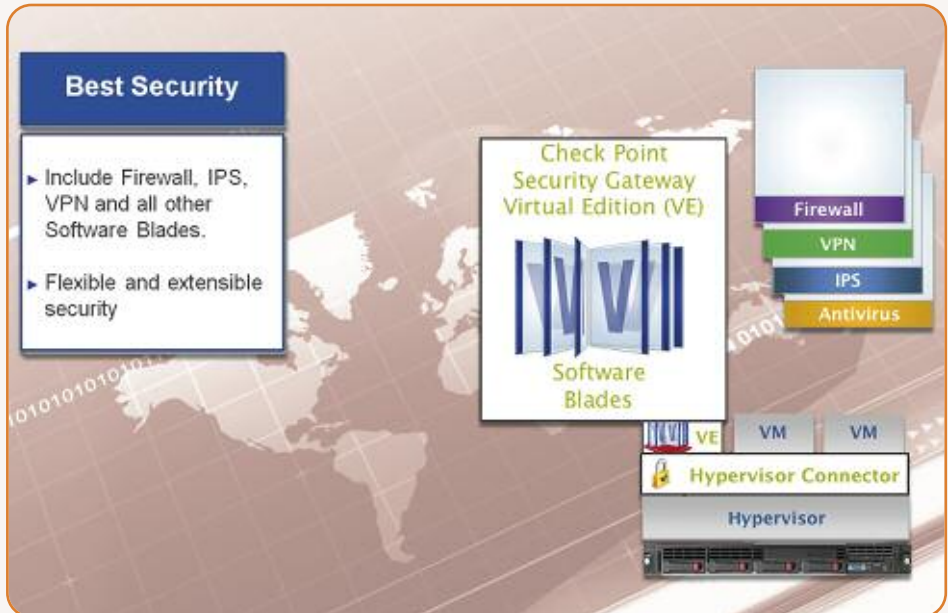 Best Security
► Include Firewall, IPS,
VPN and all other
Software Blades.
► Flexible and extensible
security
Check Point
Security Gateway
Virtual Edition (VE)
Software
Blades
Firewall
VPN
IPS
Antivirus
VE
VM
VM
Hypervisor Connector
Hypervisor